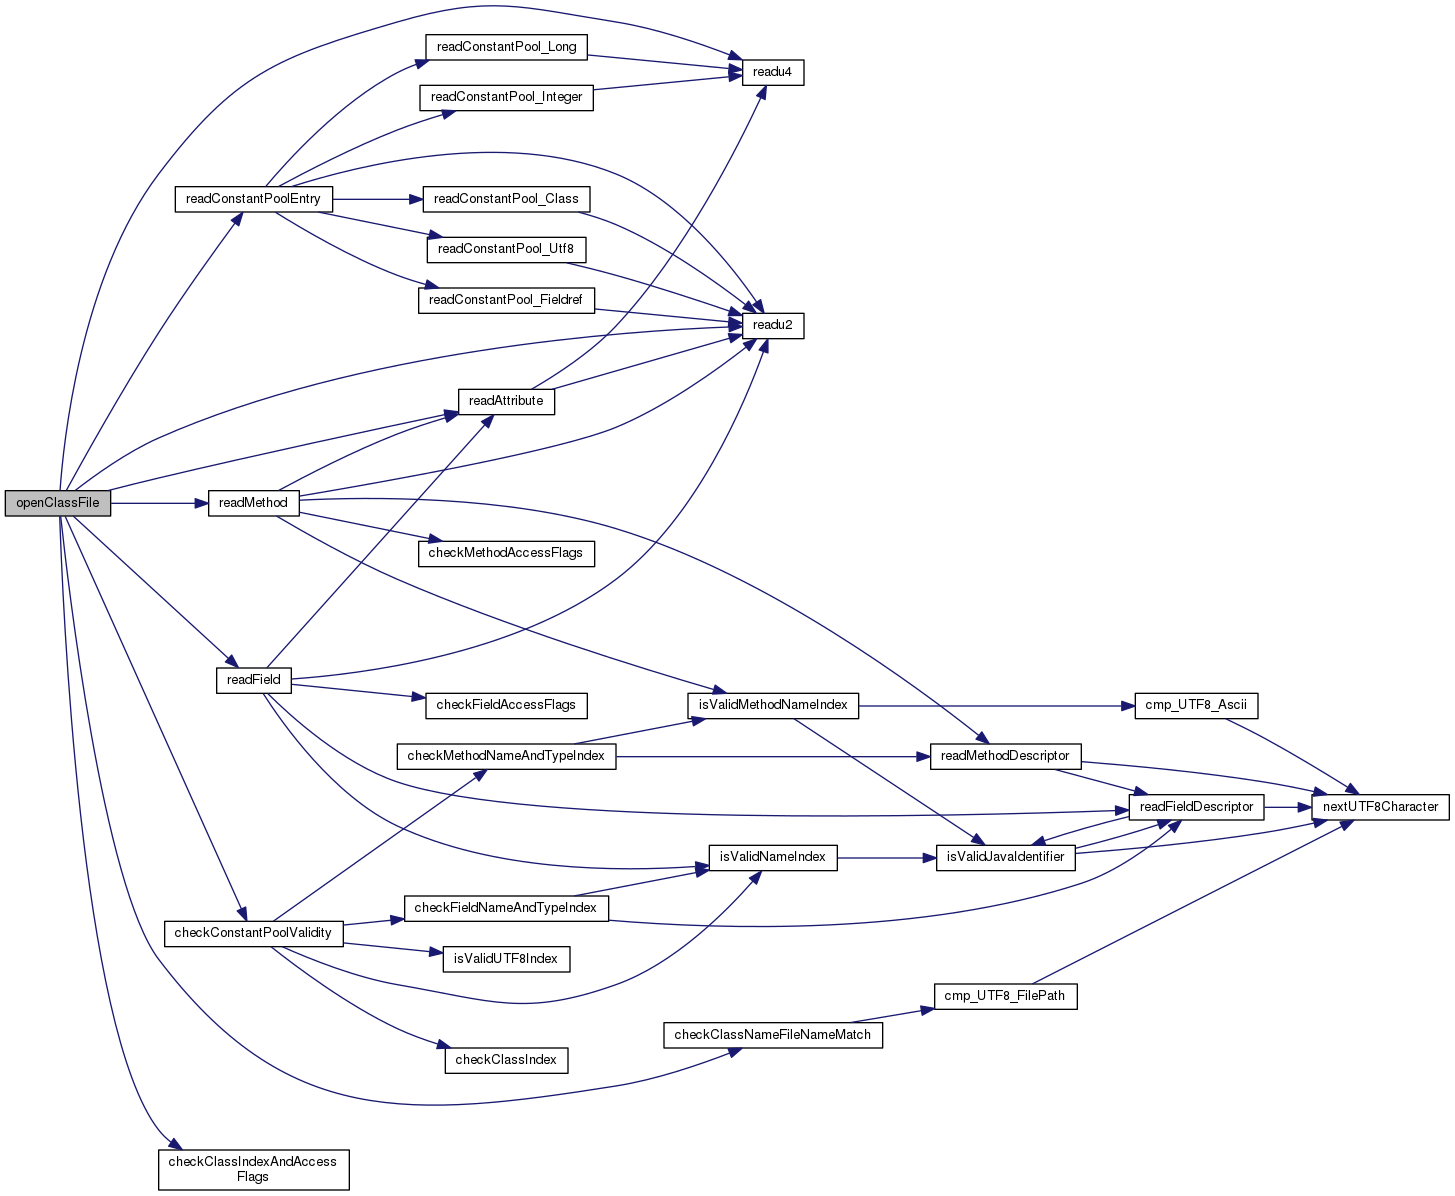 readConstantPool_Long
readu4
readConstantPool_Integer
readConstantPoolEntry
readConstantPool_Class
readConstantPool_Utf8
readConstantPool_Fieldref
readu2
readAttribute
openClassFile
readMethod
checkMethodAccessFlags
readField
checkFieldAccessFlags
isValidMethodNameIndex
cmp_UTF8_Ascii
checkMethodNameAndTypeIndex
readMethodDescriptor
readFieldDescriptor
nextUTF8Character
isValidNameIndex
isValidJavaIdentifier
checkFieldNameAndTypeIndex
checkConstantPoolValidity
isValidUTF8Index
cmp_UTF8_FilePath
checkClassNameFileNameMatch
checkClassIndex
checkClassIndexAndAccess
Flags